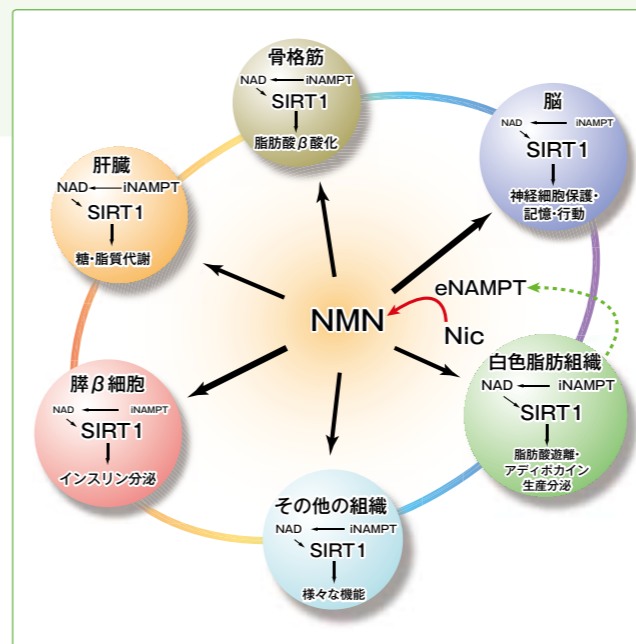 骨格筋
NAD iNAMPT
SIRT1
脂肪酸β酸化
脳
NAD iNAMPT
SIRT1
神経細胞保護・
記憶・行動
肝臓
NAD iNAMPT
SIRT1
糖・脂質代謝
NMN
eNAMPT
Nic
白色脂肪組織
NAD iNAMPT
SIRT1
脂肪酸遊離・
アディポカイン
生産分泌
膵β細胞
NAD iNAMPT
SIRT1
インスリン分泌
その他の組織
NAD iNAMPT
SIRT1
様々な機能